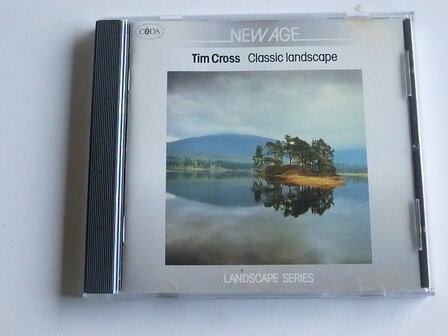 CODA
NEW AGE
Tim Cross Classic landscape
LANDSCAPE SERIES